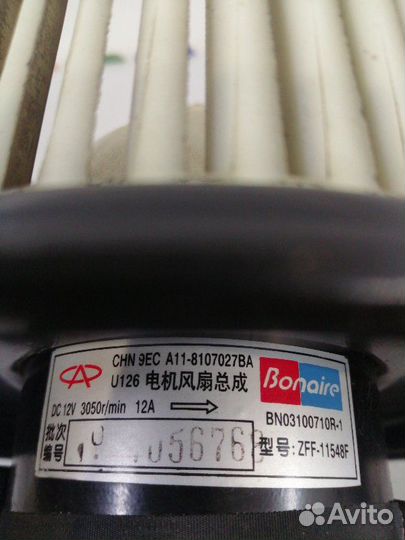 CHN 9EC A11-8107027BA
U126 电机风扇总成
Bonaire
DC 12V 3050r/min 12A
BN03100710R-1
批次
编号
型号: ZFF-11548F
Avito